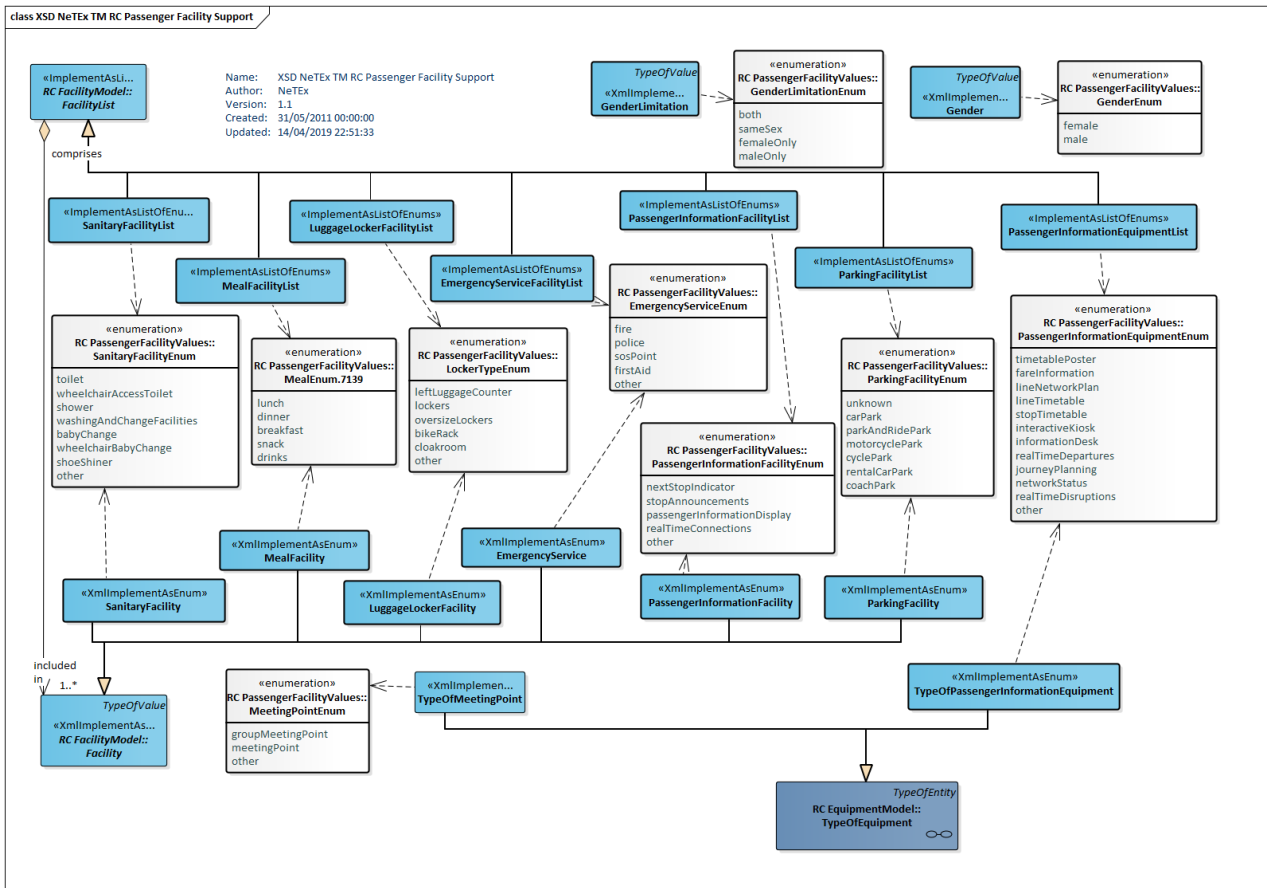 class XSD NeTEx TM RC Passenger Facility Support
«ImplementAsLi...
RC FacilityModel::
FacilityList
Name: XSD NeTEx TM RC Passenger Facility Support
Author: NeTEx
Version: 1.1
Created: 31/05/2011 00:00:00
Updated: 14/04/2019 22:51:33
TypeOfValue
«XmlImpleme...
GenderLimitation
«enumeration»
RC PassengerFacilityValues::
GenderLimitationEnum
both
sameSex
femaleOnly
maleOnly
TypeOfValue
«XmlImplemen...
Gender
«enumeration»
RC PassengerFacilityValues::
GenderEnum
female
male
comprises
«ImplementAsListOfEnu...
SanitaryFacilityList
«ImplementAsListOfEnums»
LuggageLockerFacilityList
«ImplementAsListOfEnums»
PassengerInformationFacilityList
«ImplementAsListOfEnums»
PassengerInformationEquipmentList
«ImplementAsListOfEnums»
MealFacilityList
«ImplementAsListOfEnums»
EmergencyServiceFacilityList
«ImplementAsListOfEnums»
ParkingFacilityList
«enumeration»
RC PassengerFacilityValues::
EmergencyServiceEnum
fire
police
sosPoint
firstAid
other
«enumeration»
RC PassengerFacilityValues::
SanitaryFacilityEnum
toilet
wheelchairAccessToilet
shower
washingAndChangeFacilities
babyChange
wheelchairBabyChange
shoeShiner
other
«enumeration»
RC PassengerFacilityValues::
MealEnum.7139
lunch
dinner
breakfast
snack
drinks
«enumeration»
RC PassengerFacilityValues::
LockerTypeEnum
leftLuggageCounter
lockers
oversizeLockers
bikeRack
cloakroom
other
«enumeration»
RC PassengerFacilityValues::
PassengerInformationFacilityEnum
nextStopIndicator
stopAnnouncements
passengerInformationDisplay
realTimeConnections
other
«enumeration»
RC PassengerFacilityValues::
ParkingFacilityEnum
unknown
carPark
parkAndRidePark
motorcyclePark
cyclePark
rentalCarPark
coachPark
«enumeration»
RC PassengerFacilityValues::
PassengerInformationEquipmentEnum
timetablePoster
fareInformation
lineNetworkPlan
lineTimetable
stopTimetable
interactiveKiosk
informationDesk
realTimeDepartures
journeyPlanning
networkStatus
realTimeDisruptions
other
«XmlImplementAsEnum»
MealFacility
«XmlImplementAsEnum»
EmergencyService
«XmlImplementAsEnum»
SanitaryFacility
«XmlImplementAsEnum»
LuggageLockerFacility
«XmlImplementAsEnum»
PassengerInformationFacility
«XmlImplementAsEnum»
ParkingFacility
included
in
1..*
TypeOfValue
«XmlImplementAs...
RC FacilityModel::
Facility
«enumeration»
RC PassengerFacilityValues::
MeetingPointEnum
groupMeetingPoint
meetingPoint
other
«XmlImplemen...
TypeOfMeetingPoint
«XmlImplementAsEnum»
TypeOfPassengerInformationEquipment
TypeOfEntity
RC EquipmentModel::
TypeOfEquipment